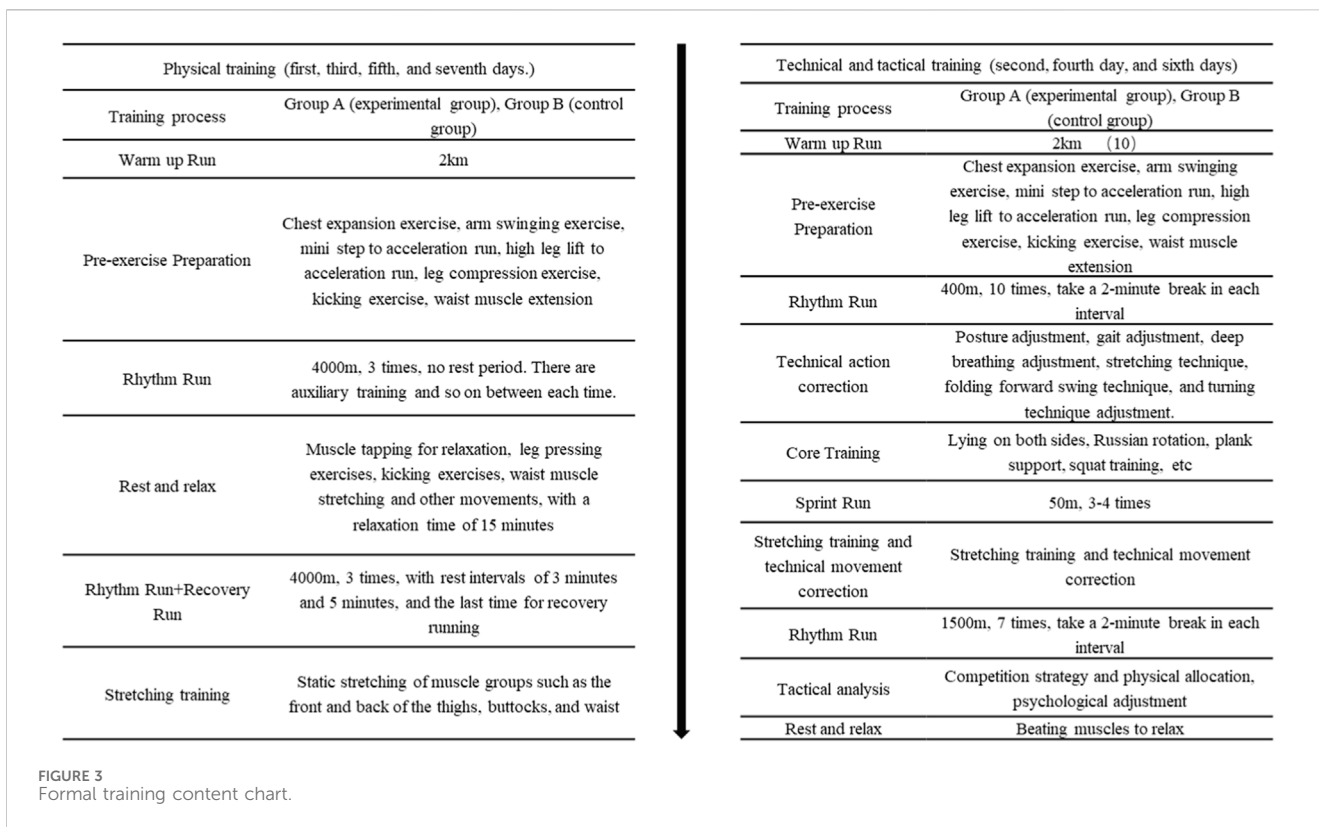 Physical training (first, third, fifth, and seventh days.)
Training process
Group A (experimental group), Group B (control
group)
Warm up Run
2km
Pre-exercise Preparation
Chest expansion exercise, arm swinging exercise,
mini step to acceleration run, high leg lift to
acceleration run, leg compression exercise,
kicking exercise, waist muscle extension
Rhythm Run
4000m, 3 times, no rest period. There are
auxiliary training and so on between each time.
Rest and relax
Muscle tapping for relaxation, leg pressing
exercises, kicking exercises, waist muscle
stretching and other movements, with a
relaxation time of 15 minutes
Rhythm Run+Recovery
Run
4000m, 3 times, with rest intervals of 3 minutes
and 5 minutes, and the last time for recovery
running
Stretching training
Static stretching of muscle groups such as the
front and back of the thighs, buttocks, and waist
Technical and tactical training (second, fourth day, and sixth days)
Training process
Group A (experimental group), Group B
(control group)
Warm up Run
2km （10）
Pre-exercise
Preparation
Chest expansion exercise, arm swinging
exercise, mini step to acceleration run, high
leg lift to acceleration run, leg compression
exercise, kicking exercise, waist muscle
extension
Rhythm Run
400m, 10 times, take a 2-minute break in each
interval
Technical action
correction
Posture adjustment, gait adjustment, deep
breathing adjustment, stretching technique,
folding forward swing technique, and turning
technique adjustment.
Core Training
Lying on both sides, Russian rotation, plank
support, squat training, etc
Sprint Run
50m, 3-4 times
Stretching training and
technical movement
correction
Stretching training and technical movement
correction
Rhythm Run
1500m, 7 times, take a 2-minute break in each
interval
Tactical analysis
Competition strategy and physical allocation,
psychological adjustment
Rest and relax
Beating muscles to relax
FIGURE 3
Formal training content chart.